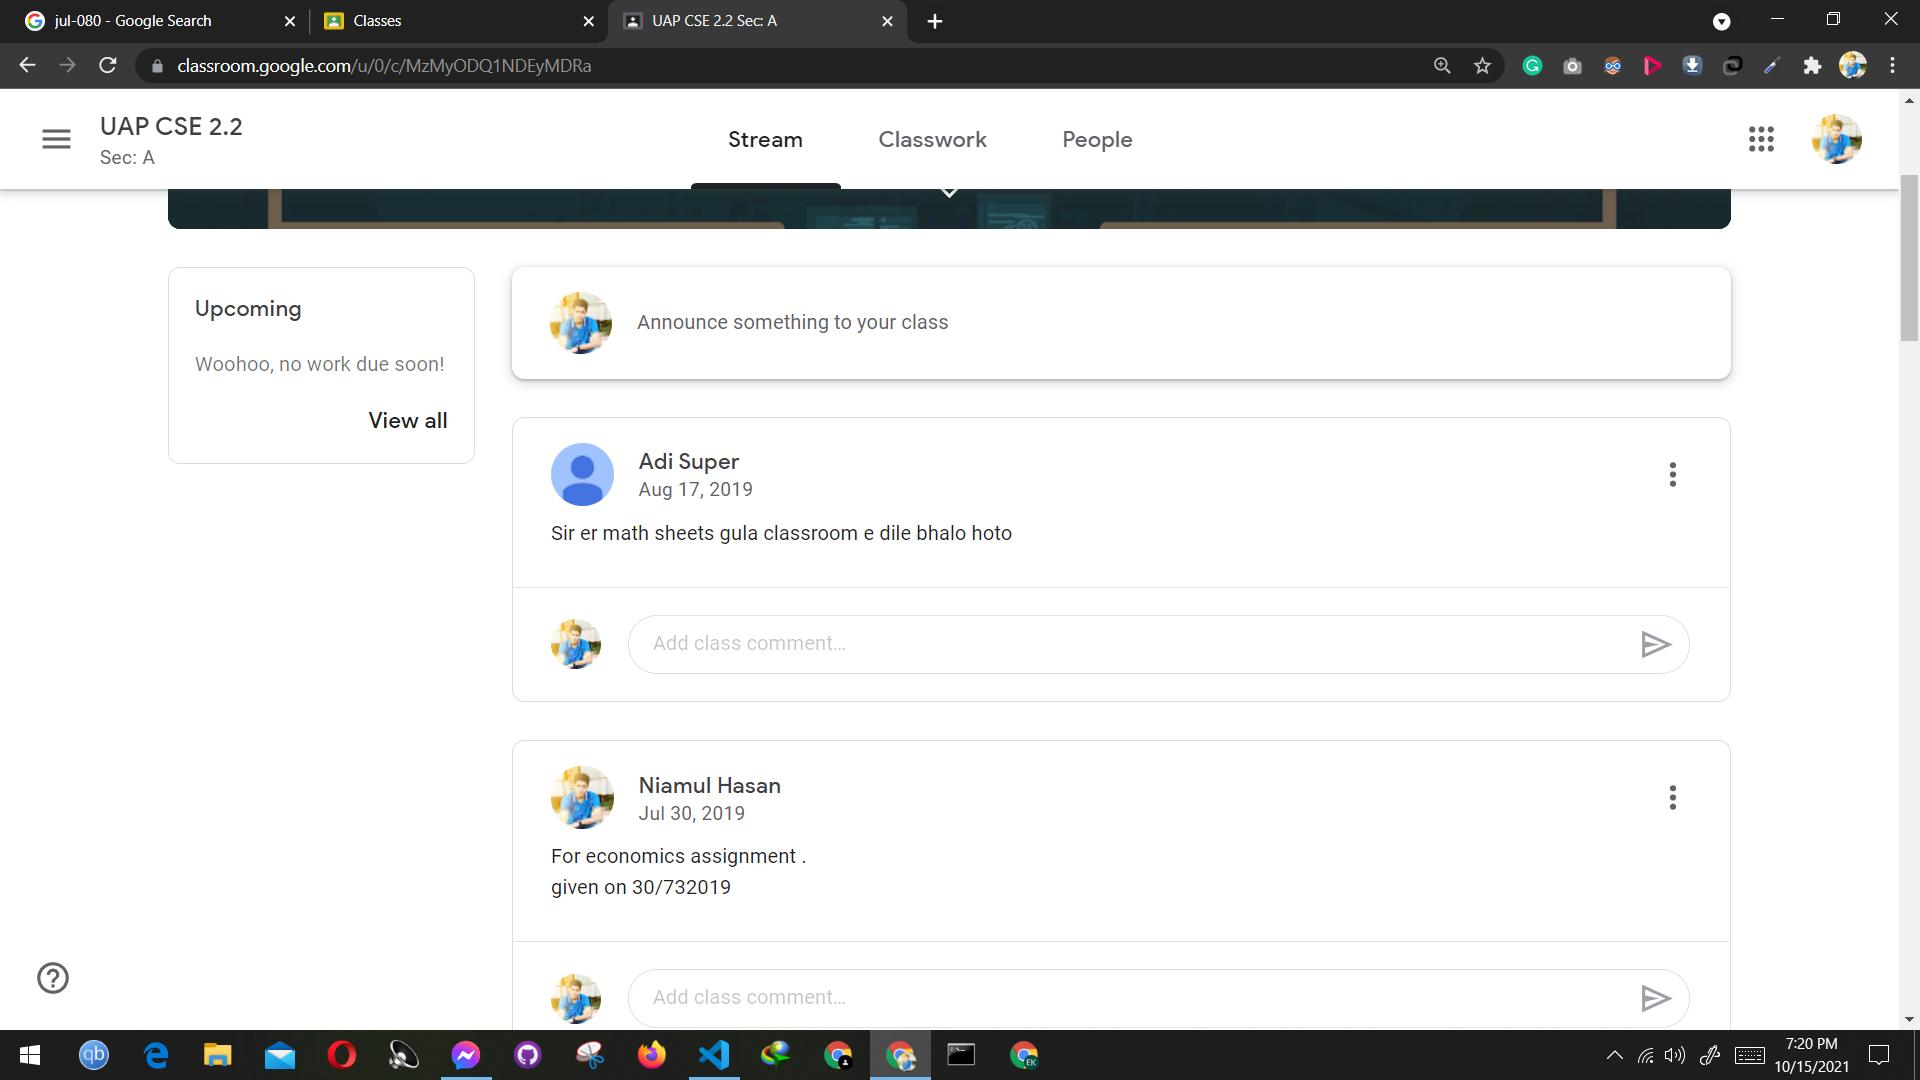 jul-080 - Google Search
Classes
UAP CSE 2.2 Sec: A
classroom.google.com/u/0/c/MzMyODQ1NDEyMDRa
UAP CSE 2.2
Sec: A
Stream
Classwork
People
Upcoming
Woohoo, no work due soon!
View all
Announce something to your class
Adi Super
Aug 17, 2019
Sir er math sheets gula classroom e dile bhalo hoto
Add class comment…
Niamul Hasan
Jul 30, 2019
For economics assignment .
given on 30/732019
Add class comment…
qb
EK
7:20 PM
10/15/2021